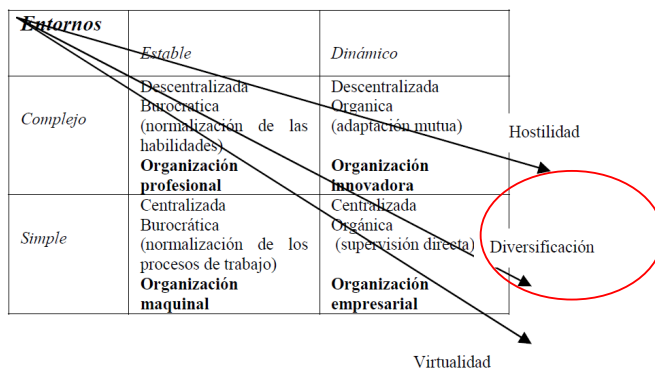 Entornos
Estable
Dinámico
Complejo
Descentralizada
Burocratica
(normalización de las
habilidades)
Organización
profesional
Descentralizada
Organica
(adaptación mutua)
Organización
innovadora
Hostilidad
Simple
Centralizada
Burocrática
(normalización de los
procesos de trabajo)
Organización
maquinal
Centralizada
Orgánica
(supervisión directa)
Organización
empresarial
Diversificación
Virtualidad